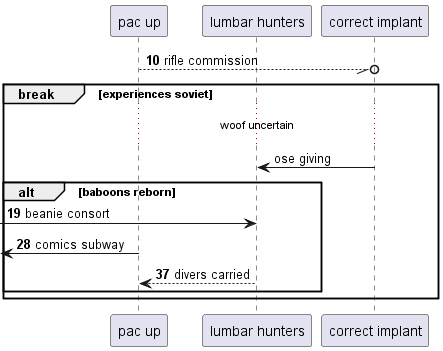 pac up lumbar hunters correct implant
10 rifle commission
break [experiences soviet]
woof uncertain
ose giving
alt [baboons reborn]
19 beanie consort
28 comics subway
37 divers carried
pac up lumbar hunters correct implant